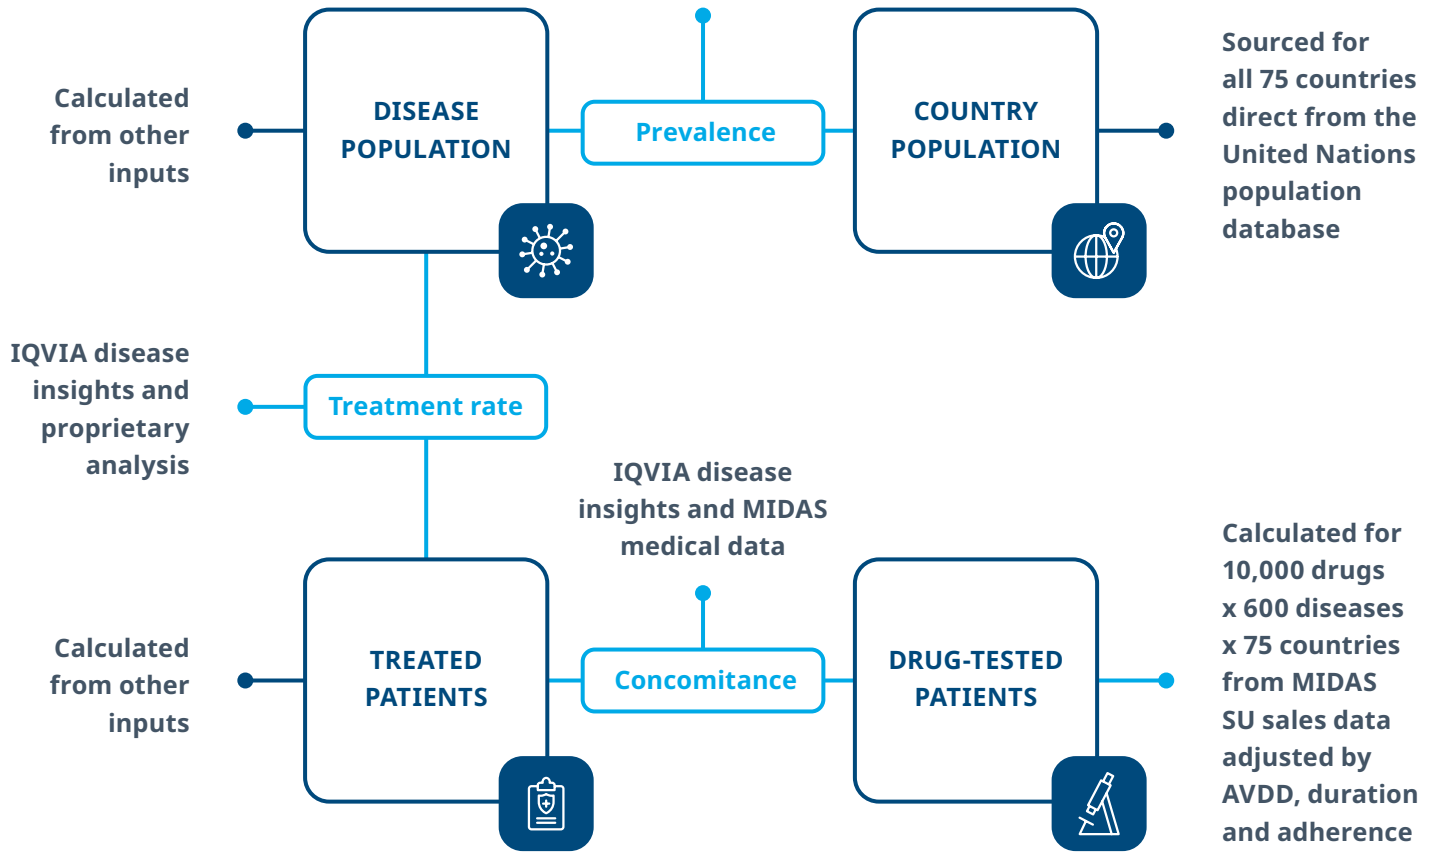 Calculated
from other
inputs
DISEASE
POPULATION
Prevalence
COUNTRY
POPULATION
Sourced for
all 75 countries
direct from the
United Nations
population
database
IQVIA disease
insights and
proprietary
analysis
Treatment rate
IQVIA disease
insights and MIDAS
medical data
Calculated
from other
inputs
TREATED
PATIENTS
Concomitance
DRUG-TESTED
PATIENTS
Calculated for
10,000 drugs
x 600 diseases
x 75 countries
from MIDAS
SU sales data
adjusted by
AVDD, duration
and adherence